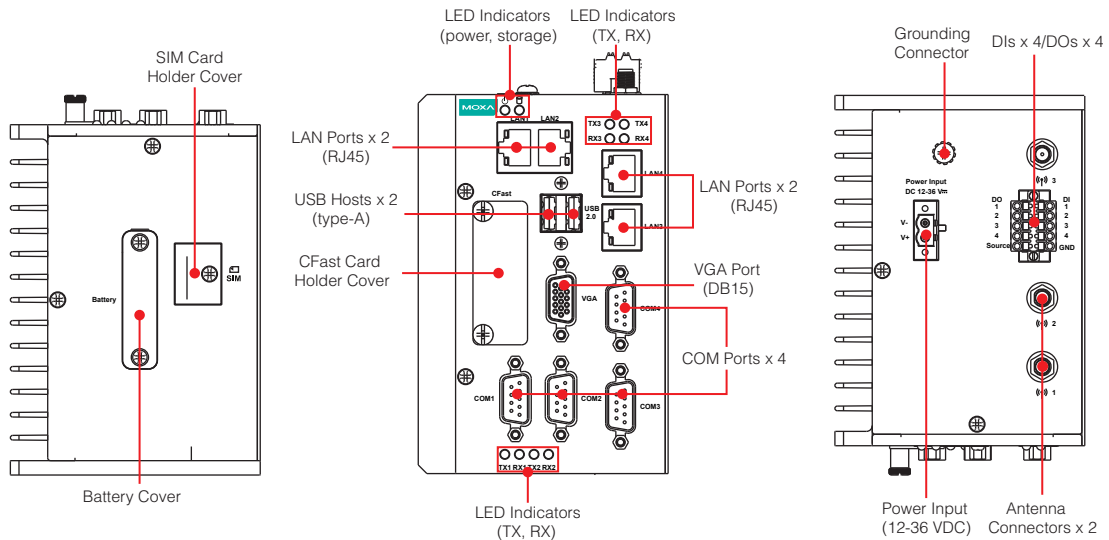 SIM Card
Holder Cover
Battery
SIM
Battery Cover
LED Indicators
(power, storage)
LED Indicators
(TX, RX)
MOXA
LAN1
LAN2
TX3
TX4
RX3
RX4
LAN Ports x 2
(RJ45)
LAN4
LAN Ports x 2
(RJ45)
CFast
USB Hosts x 2
(type-A)
USB
2.0
LAN3
CFast Card
Holder Cover
VGA Port
(DB15)
VGA
COM4
COM Ports x 4
COM1
COM2
COM3
TX1 RX1 TX2 RX2
LED Indicators
(TX, RX)
Grounding
Connector
DIs x 4/DOs x 4
3
Power Input
DC 12-36 V
V-
V+
DO
1
2
3
4
Source
DI
1
2
3
4
GND
2
1
Power Input
(12-36 VDC)
Antenna
Connectors x 2